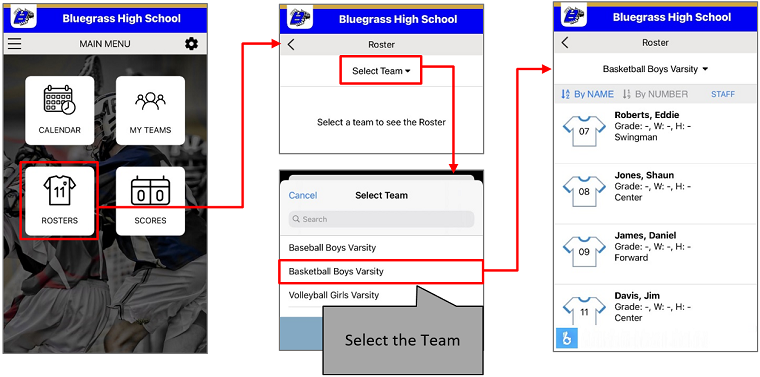 Bluegrass High School
MAIN MENU
CALENDAR
MY TEAMS
11
ROSTERS
0 0
SCORES
Bluegrass High School
Roster
Select Team
Select a team to see the Roster
Cancel
Select Team
Search
Baseball Boys Varsity
Basketball Boys Varsity
Volleyball Girls Varsity
Select the Team
Bluegrass High School
Roster
Basketball Boys Varsity
By NAME
By NUMBER
STAFF
07
Roberts, Eddie
Grade: -, W: -, H: -
Swingman
08
Jones, Shaun
Grade: -, W: -, H: -
Center
09
James, Daniel
Grade: -, W: -, H: -
Forward
11
Davis, Jim
Grade: -, W: -, H: -
Center